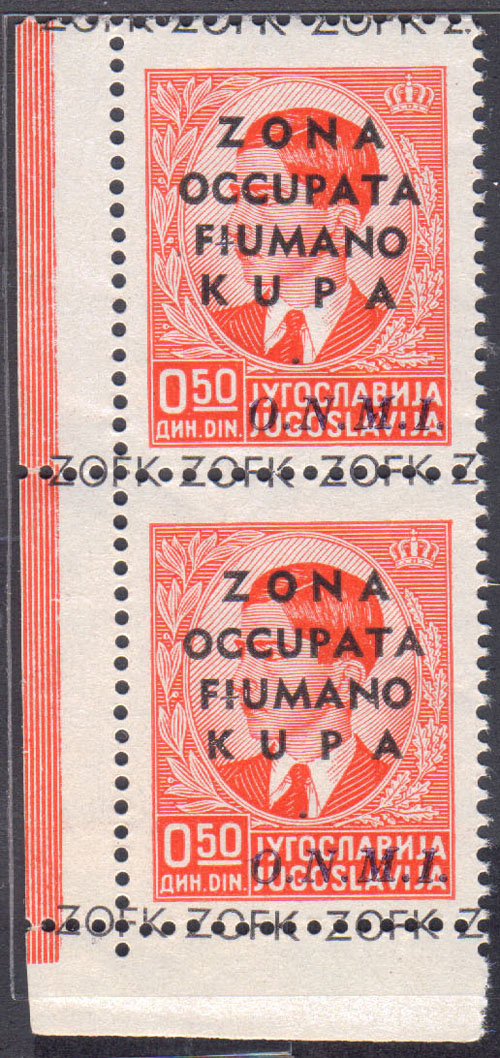 ZOFK ZOFK ZOFK Z
ZONA
OCCUPATA
FIUMANO
KUPA
0.50 ЈУГОСЛАВИЈА
ДИН. DIN. JUGOSLAVIJA
O.N.M.I.
ZOFK ZOFK ZOFK Z
ZONA
OCCUPATA
FIUMANO
KUPA
0.50 ЈУГОСЛАВИЈА
ДИН. DIN. JUGOSLAVIJA
O.N.M.I.
ZOFK ZOFK ZOFK Z